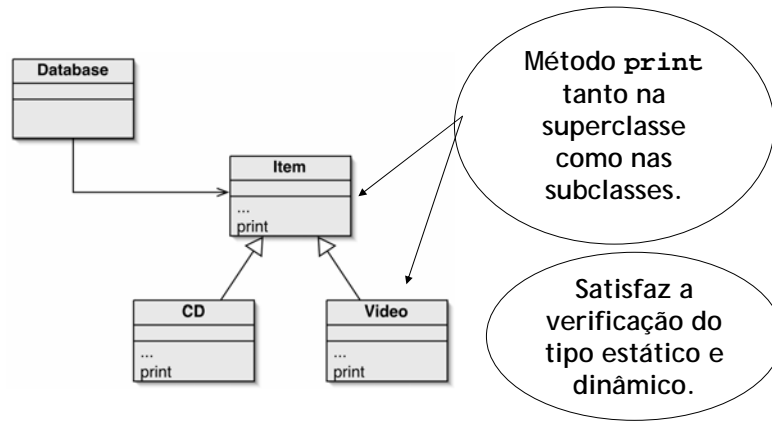 Database
Método print
tanto na
superclasse
como nas
subclasses.
Item
...
print
CD
...
print
Video
...
print
Satisfaz a
verificação do
tipo estático e
dinâmico.